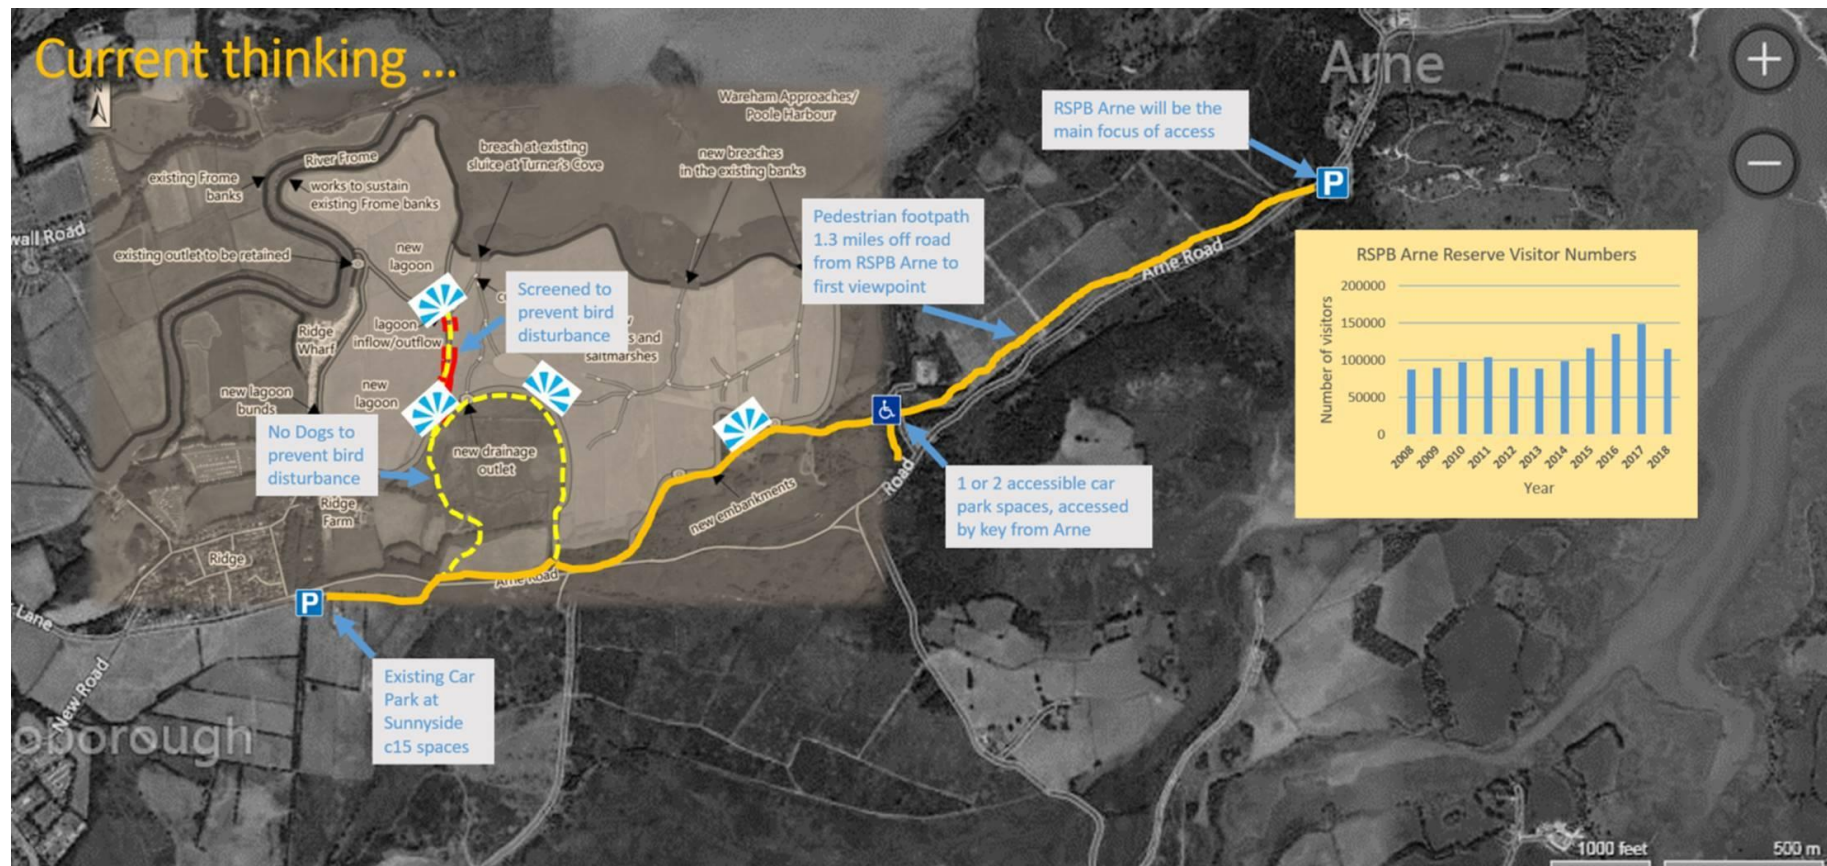 Current thinking ...
N
Arne
+
−
RSPB Arne will be the
main focus of access
Wareham Approaches/
Poole Harbour
breach at existing
sluice at Turner's Cove
new breaches
in the existing banks
River Frome
existing Frome
banks
works to sustain
existing Frome banks
wall Road
existing outlet to be retained
new
lagoon
Pedestrian footpath
1.3 miles off road
from RSPB Arne to
first viewpoint
Arne Road
Screened to
prevent bird
disturbance
lagoon
inflow/outflow
Ridge
Wharf
s and
saltmarshes
new lagoon
bunds
new
lagoon
No Dogs to
prevent bird
disturbance
new drainage
outlet
Ridge
Farm
Ridge
new embankments
Road
1 or 2 accessible car
park spaces, accessed
by key from Arne
Arne Road
P
P
Lane
New Road
Existing Car
Park at
Sunnyside
c15 spaces
oborough
RSPB Arne Reserve Visitor Numbers
Number of visitors
200000
150000
100000
50000
0
2008 2009 2010 2011 2012 2013 2014 2015 2016 2017 2018
Year
1000 feet
500 m